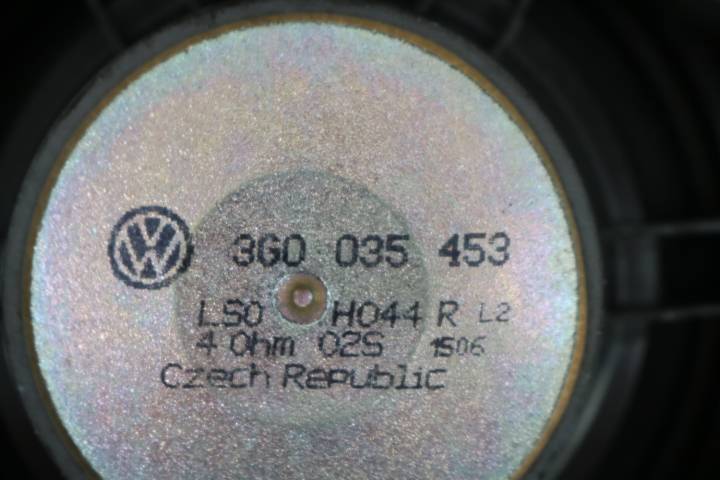 3G0 035 453
LS0 H044 R L2
4 Ohm 02S 1506
Czech Republic